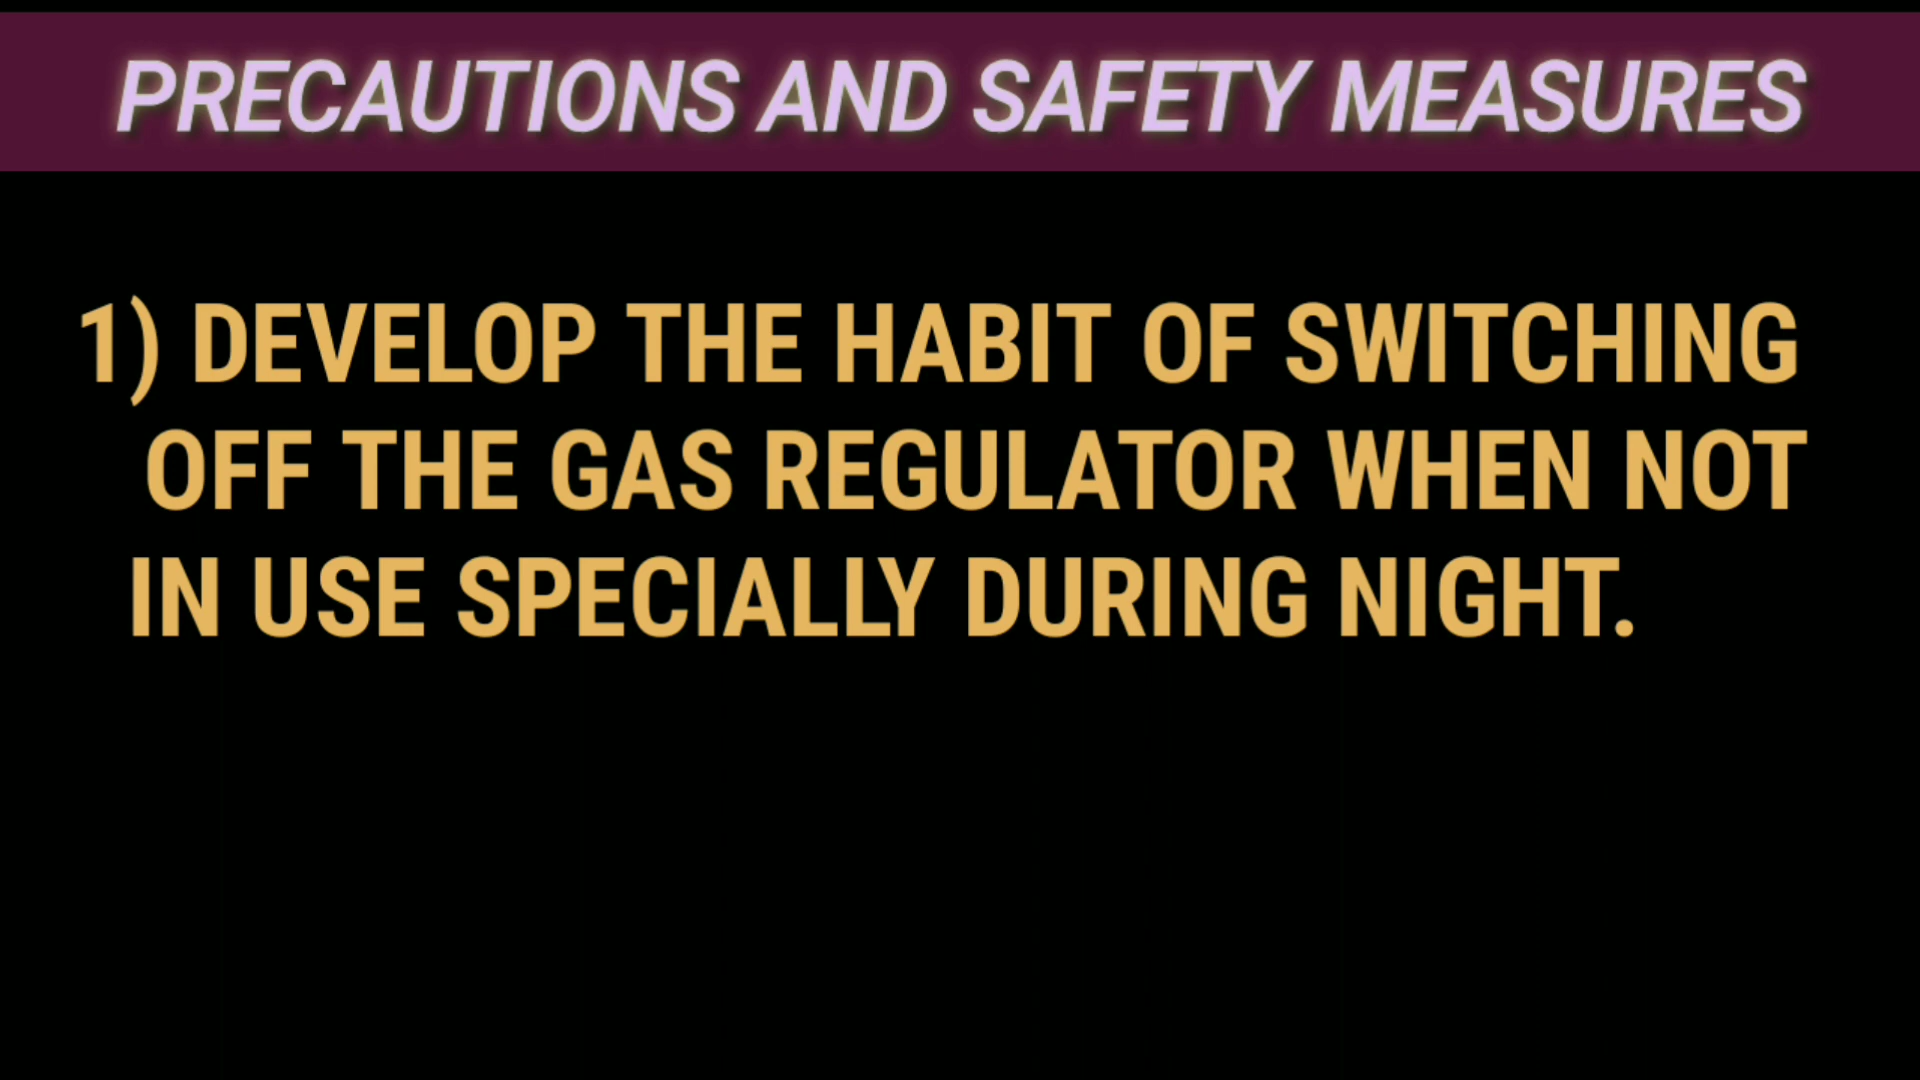 PRECAUTIONS AND SAFETY MEASURES
1) DEVELOP THE HABIT OF SWITCHING
OFF THE GAS REGULATOR WHEN NOT
IN USE SPECIALLY DURING NIGHT.